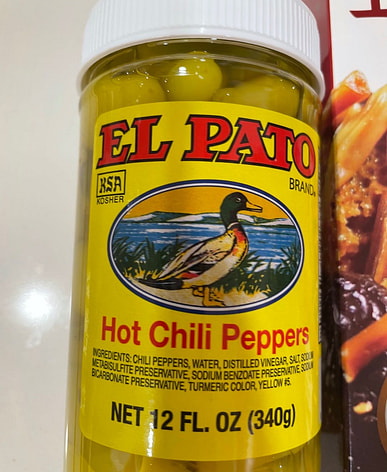 EL PATO
BRAND®
KSA
KOSHER
Hot Chili Peppers
INGREDIENTS: CHILI PEPPERS, WATER, DISTILLED VINEGAR, SALT, SODIUM
METABISULFITE PRESERVATIVE, SODIUM BENZOATE PRESERVATIVE, SODIUM
BICARBONATE PRESERVATIVE, TURMERIC COLOR, YELLOW #5.
NET 12 FL. OZ (340g)